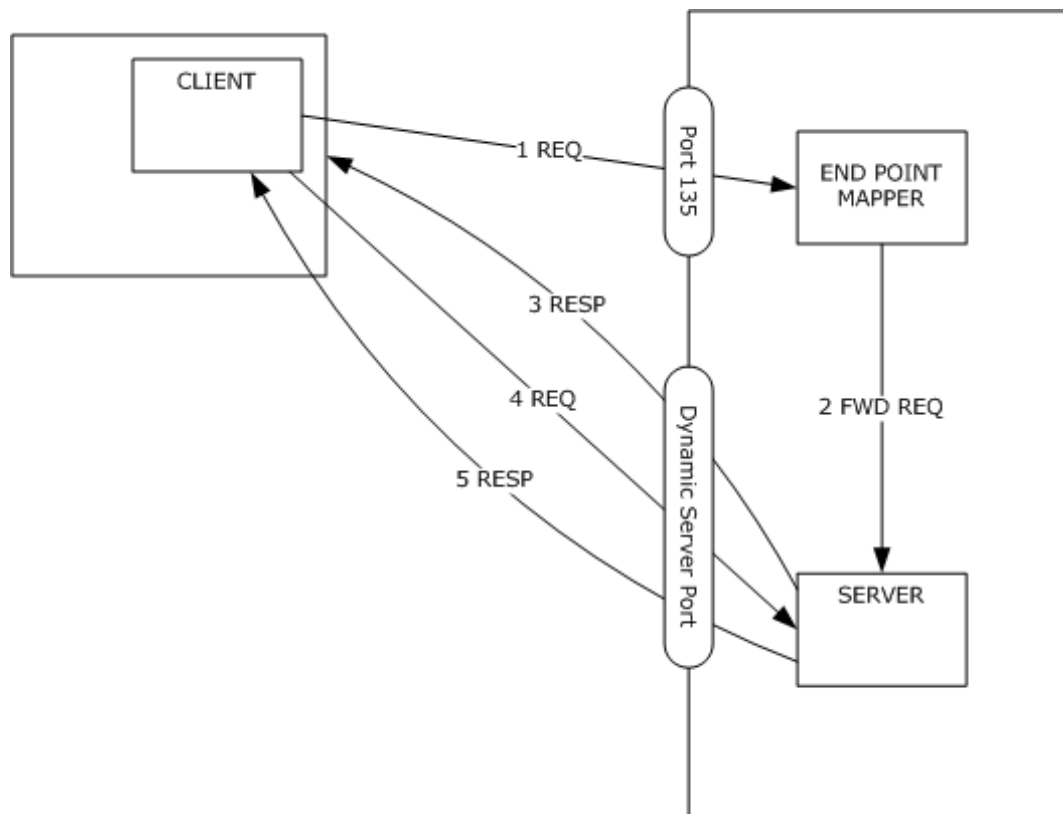 CLIENT
1 REQ
Port 135
END POINT
MAPPER
3 RESP
4 REQ
2 FWD REQ
5 RESP
Dynamic Server Port
SERVER